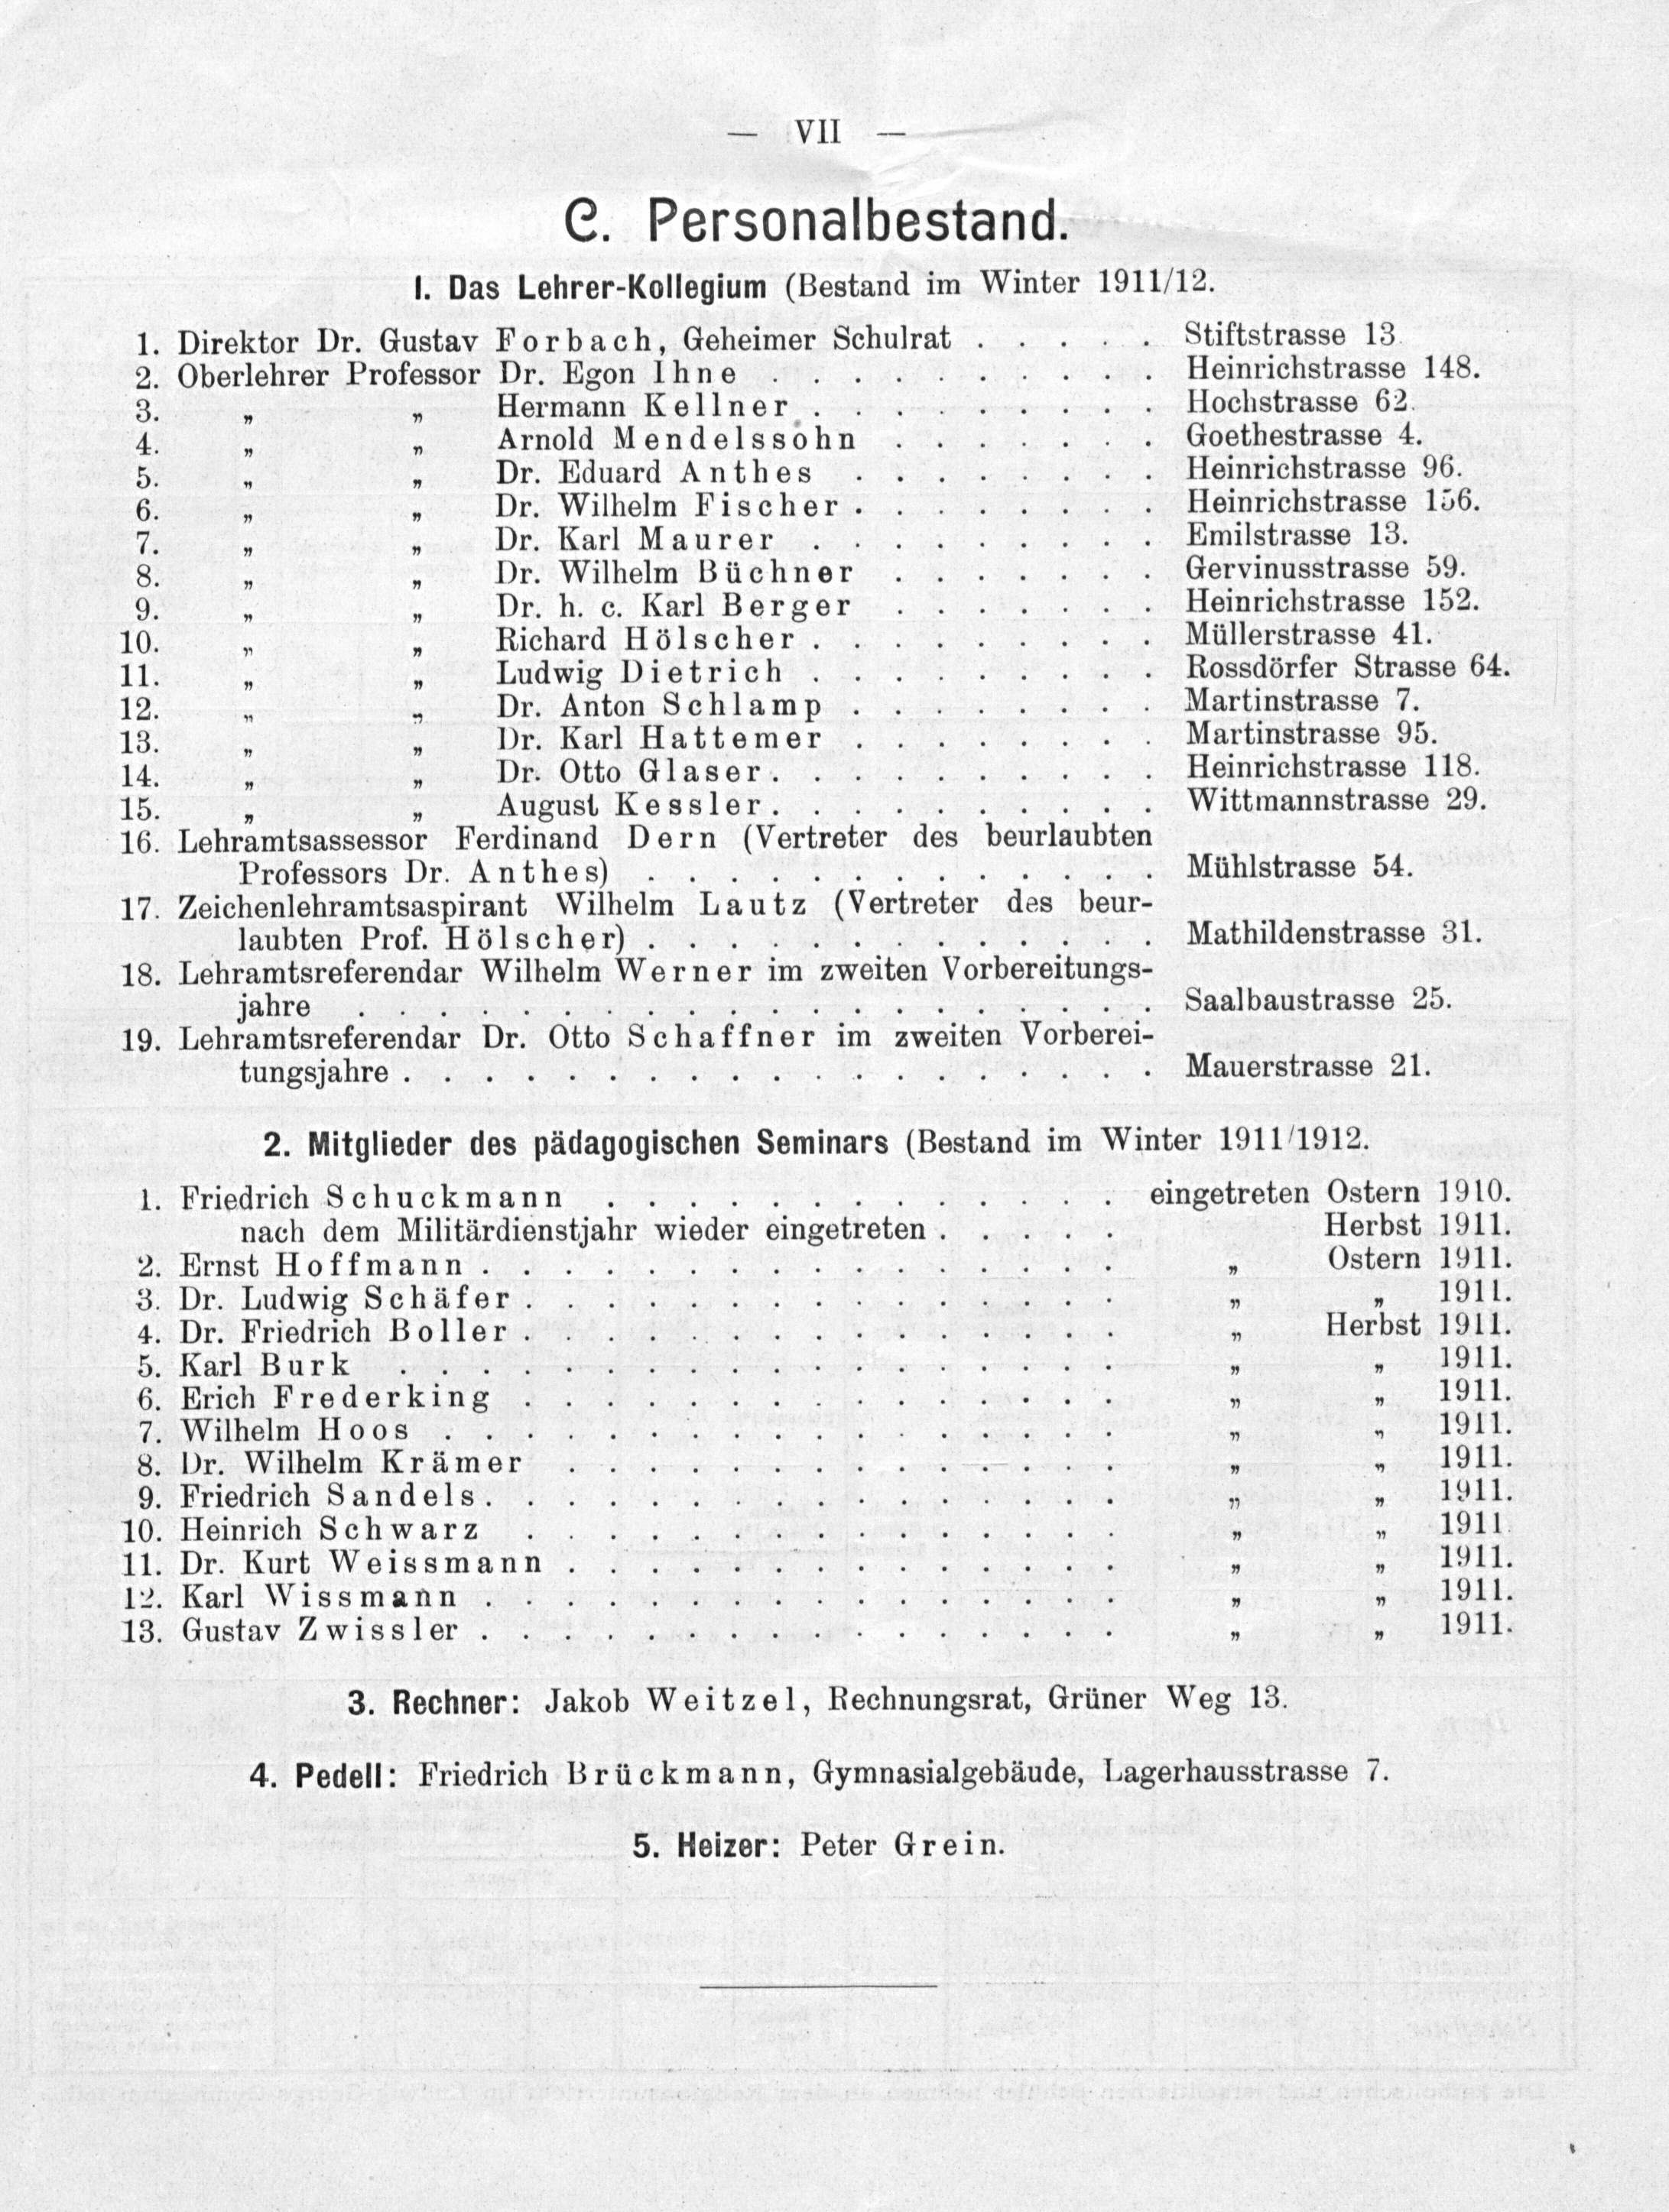 — VII —
C. Personalbestand.
I. Das Lehrer-Kollegium (Bestand im Winter 1911/12.
1. Direktor Dr. Gustav Forbach, Geheimer Schulrat . . . . . Stiftstrasse 13.
2. Oberlehrer Professor Dr. Egon Ihne . . . . . . . . . . Heinrichstrasse 148.
3. „ „ Hermann Kellner . . . . . . . . . Hochstrasse 62.
4. „ „ Arnold Mendelssohn . . . . . . . Goethestrasse 4.
5. „ „ Dr. Eduard Anthes . . . . . . . . Heinrichstrasse 96.
6. „ „ Dr. Wilhelm Fischer . . . . . . . . Heinrichstrasse 156.
7. „ „ Dr. Karl Maurer . . . . . . . . . Emilstrasse 13.
8. „ „ Dr. Wilhelm Büchner . . . . . . . Gervinusstrasse 59.
9. „ „ Dr. h. c. Karl Berger . . . . . . . Heinrichstrasse 152.
10. „ „ Richard Hölscher . . . . . . . . . Müllerstrasse 41.
11. „ „ Ludwig Dietrich . . . . . . . . . Rossdörfer Strasse 64.
12. „ „ Dr. Anton Schlamp . . . . . . . . Martinstrasse 7.
13. „ „ Dr. Karl Hattemer . . . . . . . . Martinstrasse 95.
14. „ „ Dr. Otto Glaser . . . . . . . . . . Heinrichstrasse 118.
15. „ „ August Kessler . . . . . . . . . . Wittmannstrasse 29.
16. Lehramtsassessor Ferdinand Dern (Vertreter des beurlaubten
Professors Dr. Anthes) . . . . . . . . . . . . . Mühlstrasse 54.
17. Zeichenlehramtsaspirant Wilhelm Lautz (Vertreter des beur-
laubten Prof. Hölscher) . . . . . . . . . . . . . Mathildenstrasse 31.
18. Lehramtsreferendar Wilhelm Werner im zweiten Vorbereitungs-
jahre . . . . . . . . . . . . . . . . . . . . Saalbaustrasse 25.
19. Lehramtsreferendar Dr. Otto Schaffner im zweiten Vorberei-
tungsjahre . . . . . . . . . . . . . . . . . . . Mauerstrasse 21.
2. Mitglieder des pädagogischen Seminars (Bestand im Winter 1911/1912.
1. Friedrich Schuckmann . . . . . . . . . . . . . eingetreten Ostern 1910.
nach dem Militärdienstjahr wieder eingetreten . . . . . Herbst 1911.
2. Ernst Hoffmann . . . . . . . . . . . . . . . . „ Ostern 1911.
3. Dr. Ludwig Schäfer . . . . . . . . . . . . . . . „ „ 1911.
4. Dr. Friedrich Boller . . . . . . . . . . . . . . . „ Herbst 1911.
5. Karl Burk . . . . . . . . . . . . . . . . . . „ „ 1911.
6. Erich Frederking . . . . . . . . . . . . . . . „ „ 1911.
7. Wilhelm Hoos . . . . . . . . . . . . . . . . . „ „ 1911.
8. Dr. Wilhelm Krämer . . . . . . . . . . . . . . „ „ 1911.
9. Friedrich Sandels . . . . . . . . . . . . . . . . „ „ 1911.
10. Heinrich Schwarz . . . . . . . . . . . . . . . „ „ 1911.
11. Dr. Kurt Weissmann . . . . . . . . . . . . . . „ „ 1911.
12. Karl Wissmann . . . . . . . . . . . . . . . . „ „ 1911.
13. Gustav Zwissler . . . . . . . . . . . . . . . . „ „ 1911.
3. Rechner: Jakob Weitzel, Rechnungsrat, Grüner Weg 13.
4. Pedell: Friedrich Brückmann, Gymnasialgebäude, Lagerhausstrasse 7.
5. Heizer: Peter Grein.